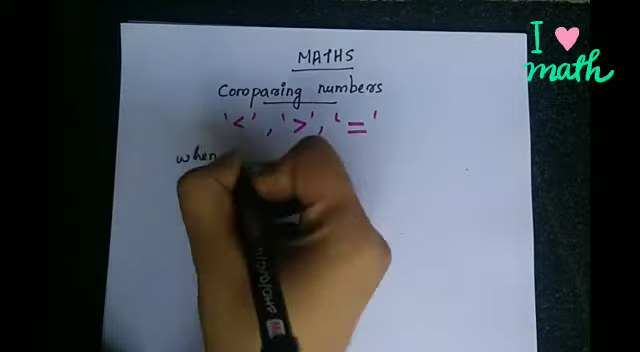 I ♥
math
MATHS
Comparing numbers
'<' , '>' , '='
when